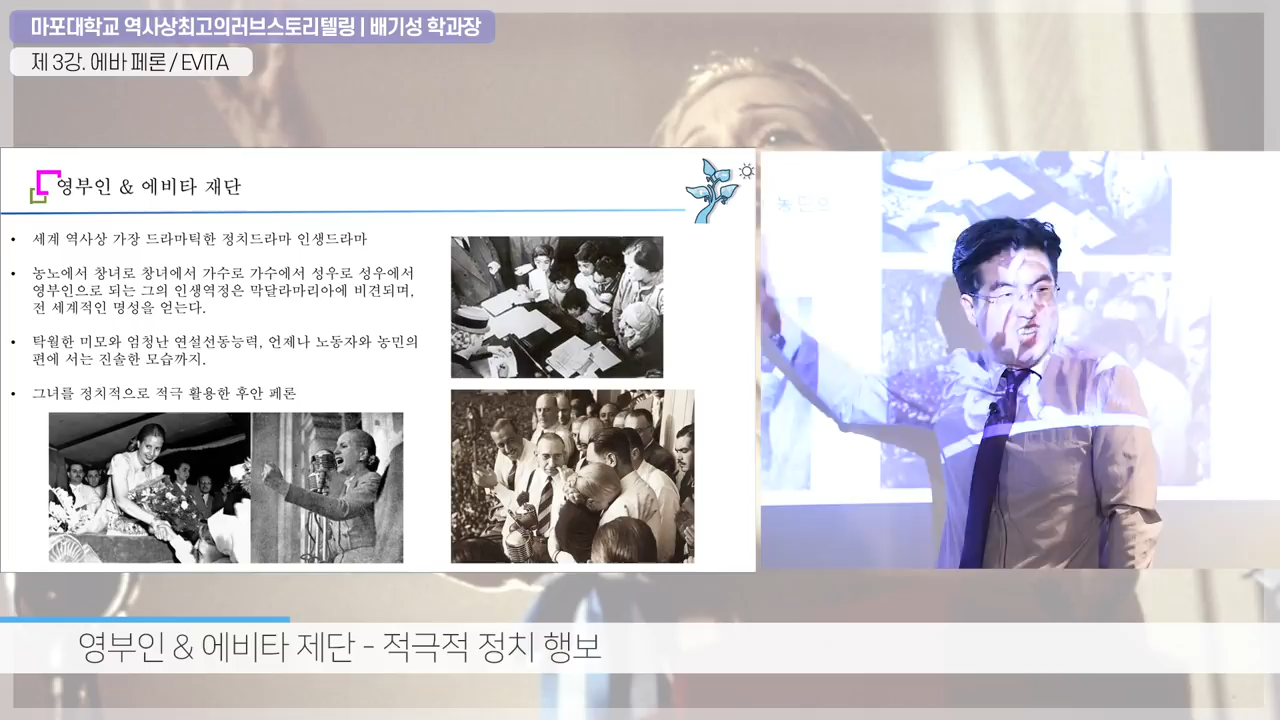 마포대학교 역사상최고의러브스토리텔링 | 배기성 학과장
제 3강. 에바 페론 / EVITA
영부인 & 에비타 재단
• 세계 역사상 가장 드라마틱한 정치드라마 인생드라마
• 농노에서 창녀로 창녀에서 가수로 가수에서 성우로 성우에서
영부인으로 되는 그의 인생역정은 막달라마리아에 비견되며,
전 세계적인 명성을 얻는다.
• 탁월한 미모와 엄청난 연설선동능력, 언제나 노동자와 농민의
편에 서는 진솔한 모습까지.
• 그녀를 정치적으로 적극 활용한 후안 페론
농민의
영부인 & 에비타 제단 - 적극적 정치 행보